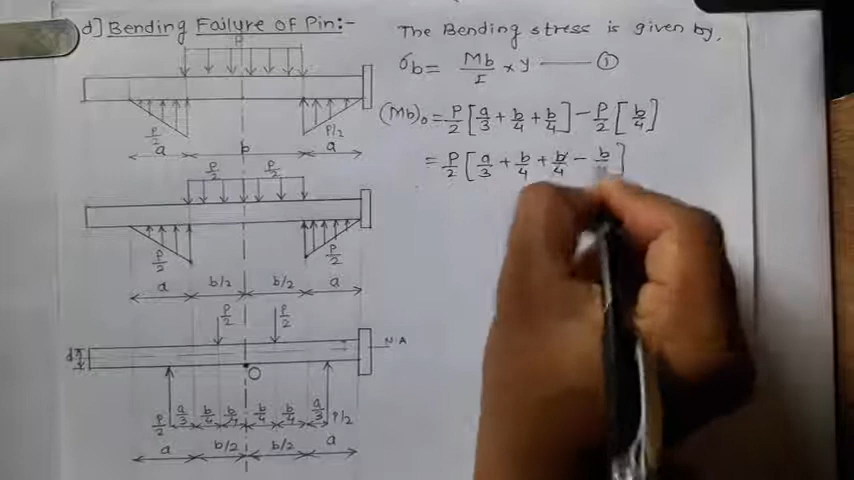 d] Bending Failure of Pin:-
P
P/2 P/2
a b a
P/2 P/2
P/2 P/2
a b/2 b/2 a
P/2 P/2
d N A
O
P/2 a/3 b/4 b/4 b/4 b/4 a/3 P/2
a b/2 b/2 a
The Bending stress is given by,
σb = Mb/I × y ——— ①
(Mb)o = P/2 [a/3 + b/4 + b/4] - P/2 [b/4]
= P/2 [a/3 + b/4 + b/4 - b/